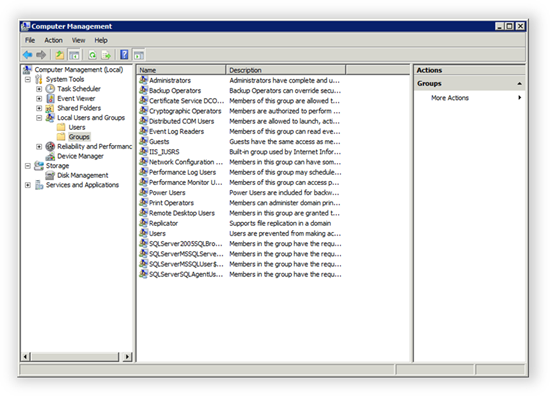 Computer Management
File Action View Help
Computer Management (Local)
System Tools
Task Scheduler
Event Viewer
Shared Folders
Local Users and Groups
Users
Groups
Reliability and Performanc
Device Manager
Storage
Disk Management
Services and Applications
Name Description
Administrators Administrators have complete and u...
Backup Operators Backup Operators can override secu...
Certificate Service DCO... Members of this group are allowed t...
Cryptographic Operators Members are authorized to perform ...
Distributed COM Users Members are allowed to launch, acti...
Event Log Readers Members of this group can read eve...
Guests Guests have the same access as me...
IIS_IUSRS Built-in group used by Internet Infor...
Network Configuration ... Members in this group can have som...
Performance Log Users Members of this group may schedule...
Performance Monitor U... Members of this group can access p...
Power Users Power Users are included for backw...
Print Operators Members can administer domain prin...
Remote Desktop Users Members in this group are granted t...
Replicator Supports file replication in a domain
Users Users are prevented from making ac...
SQLServer2005SQLBro... Members in the group have the requ...
SQLServerMSSQLServe... Members in the group have the requ...
SQLServerMSSQLUser$... Members in the group have the requ...
SQLServerSQLAgentUs... Members in the group have the requ...
Actions
Groups
More Actions